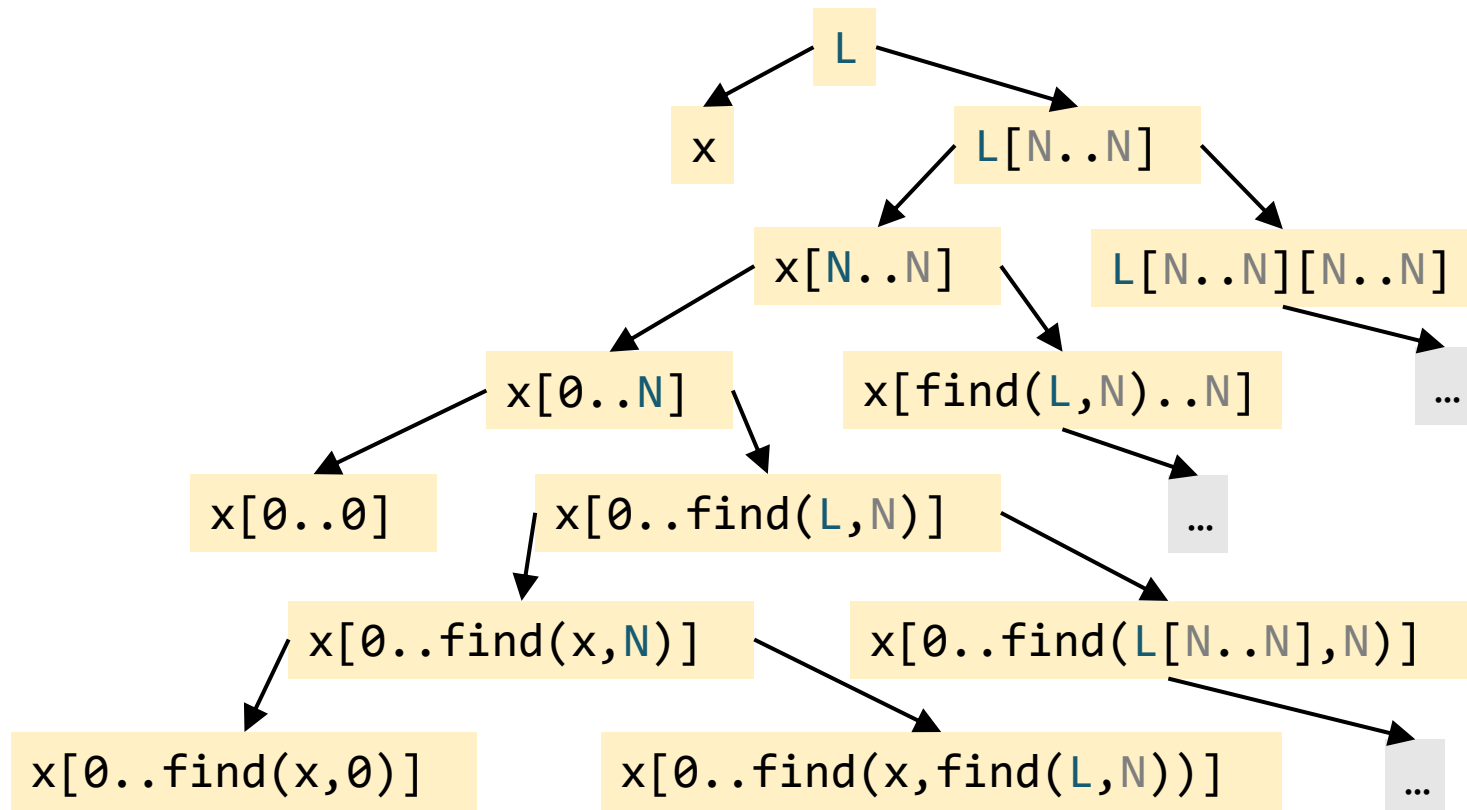 L
x
L[N..N]
x[N..N]
L[N..N][N..N]
x[0..N]
x[find(L,N)..N]
…
x[0..0]
x[0..find(L,N)]
…
x[0..find(x,N)]
x[0..find(L[N..N],N)]
x[0..find(x,0)]
x[0..find(x,find(L,N))]
…